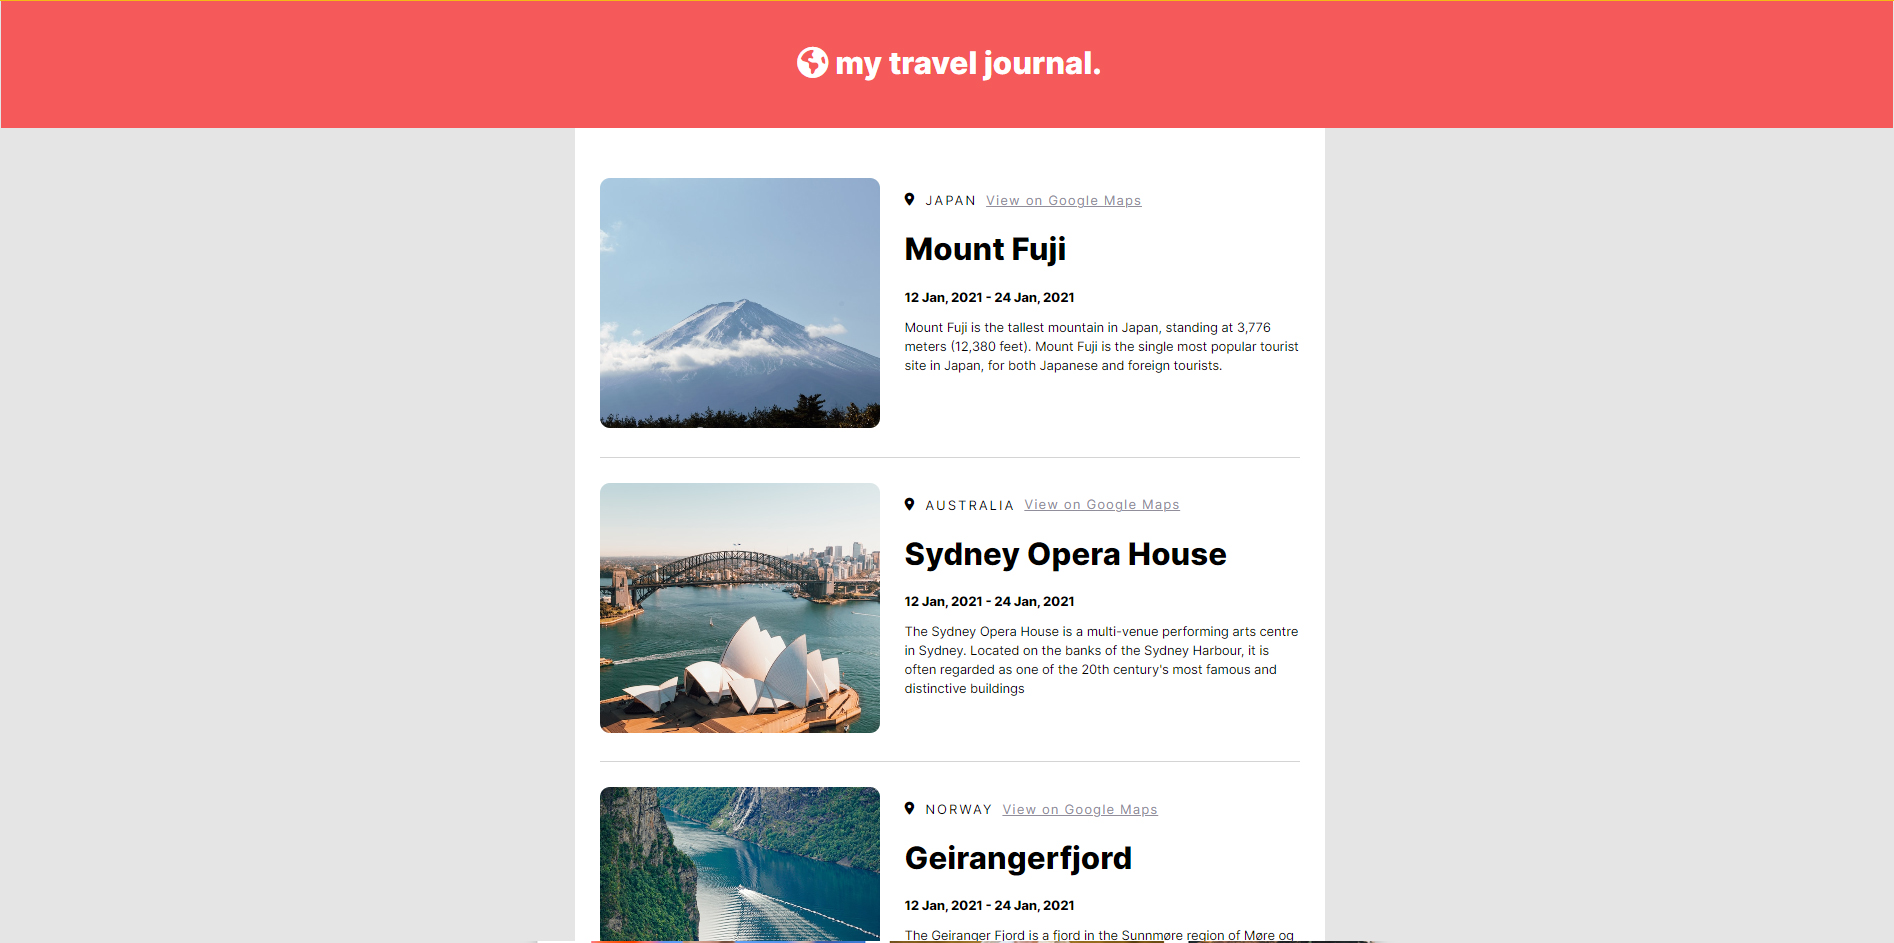 my travel journal.
JAPAN View on Google Maps
Mount Fuji
12 Jan, 2021 - 24 Jan, 2021
Mount Fuji is the tallest mountain in Japan, standing at 3,776
meters (12,380 feet). Mount Fuji is the single most popular tourist
site in Japan, for both Japanese and foreign tourists.
AUSTRALIA View on Google Maps
Sydney Opera House
12 Jan, 2021 - 24 Jan, 2021
The Sydney Opera House is a multi-venue performing arts centre
in Sydney. Located on the banks of the Sydney Harbour, it is
often regarded as one of the 20th century's most famous and
distinctive buildings
NORWAY View on Google Maps
Geirangerfjord
12 Jan, 2021 - 24 Jan, 2021
The Geiranger Fjord is a fjord in the Sunnmøre region of Møre og